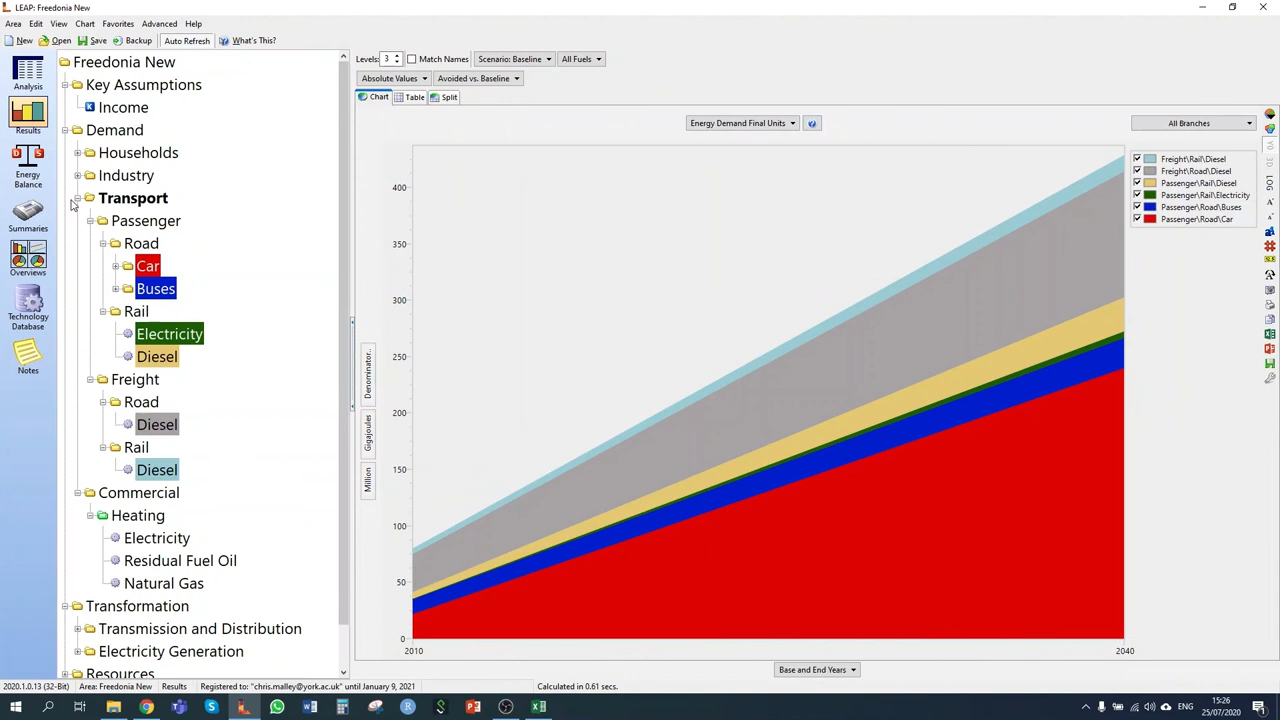 LEAP: Freedonia New
Area Edit View Chart Favorites Advanced Help
New Open Save Backup Auto Refresh What's This?
Analysis
Results
Energy
Balance
Summaries
Overviews
Technology
Database
Notes
Freedonia New
Key Assumptions
Income
Demand
Households
Industry
Transport
Passenger
Road
Car
Buses
Rail
Electricity
Diesel
Freight
Road
Diesel
Rail
Diesel
Commercial
Heating
Electricity
Residual Fuel Oil
Natural Gas
Transformation
Transmission and Distribution
Electricity Generation
Resources
Levels: 3 Match Names Scenario: Baseline All Fuels
Absolute Values Avoided vs. Baseline
Chart Table Split
Energy Demand Final Units
All Branches
Freight\Rail\Diesel
Freight\Road\Diesel
Passenger\Rail\Diesel
Passenger\Rail\Electricity
Passenger\Road\Buses
Passenger\Road\Car
400
350
300
250
200
150
100
50
0
Denominator..
Gigajoules
Million
2010 2040
Base and End Years
LOG
2020.1.0.13 (32-Bit) Area: Freedonia New Results Registered to: "chris.malley@york.ac.uk" until January 9, 2021 Calculated in 0.61 secs.
ENG
15:26
25/07/2020